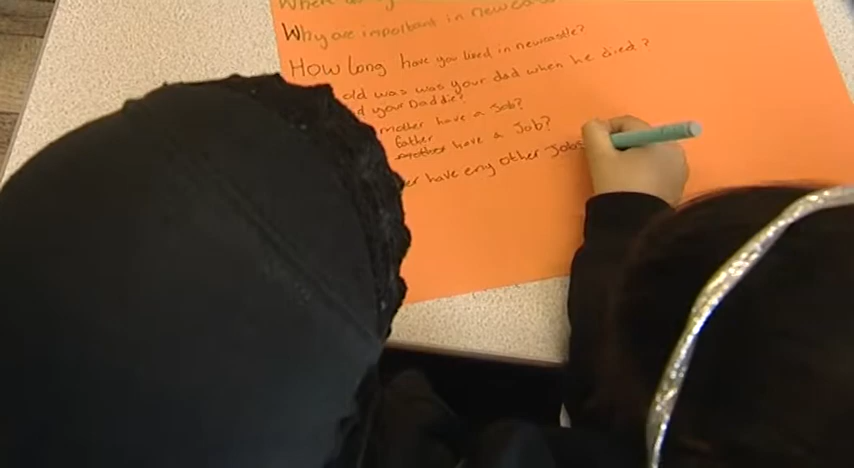 Where
Why are important in newcastle
How Long have you lived in newcastle?
old was was your dad when he died?
your Daddie?
mother have a Job?
father
mother have a Job?
have eny other Jobs